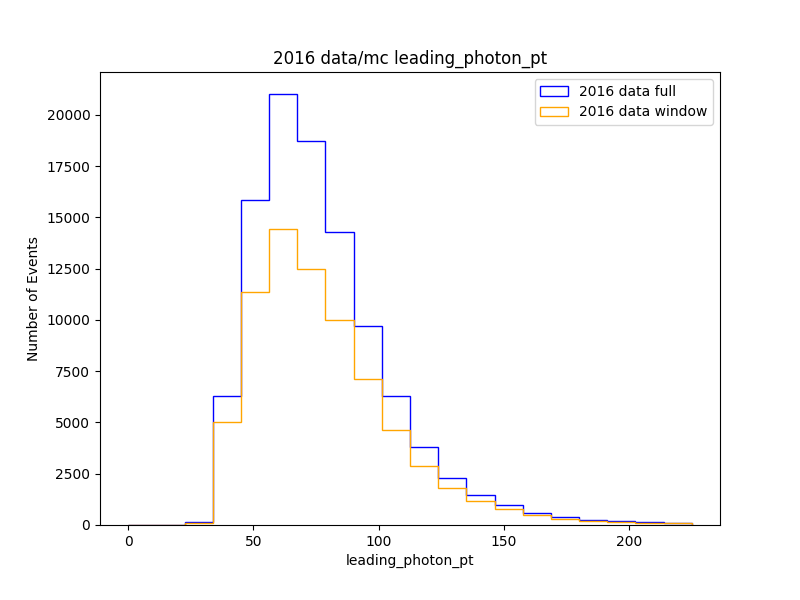 2016 data/mc leading_photon_pt
2016 data full
2016 data window
20000
17500
15000
12500
10000
7500
5000
2500
0
Number of Events
0 50 100 150 200
leading_photon_pt